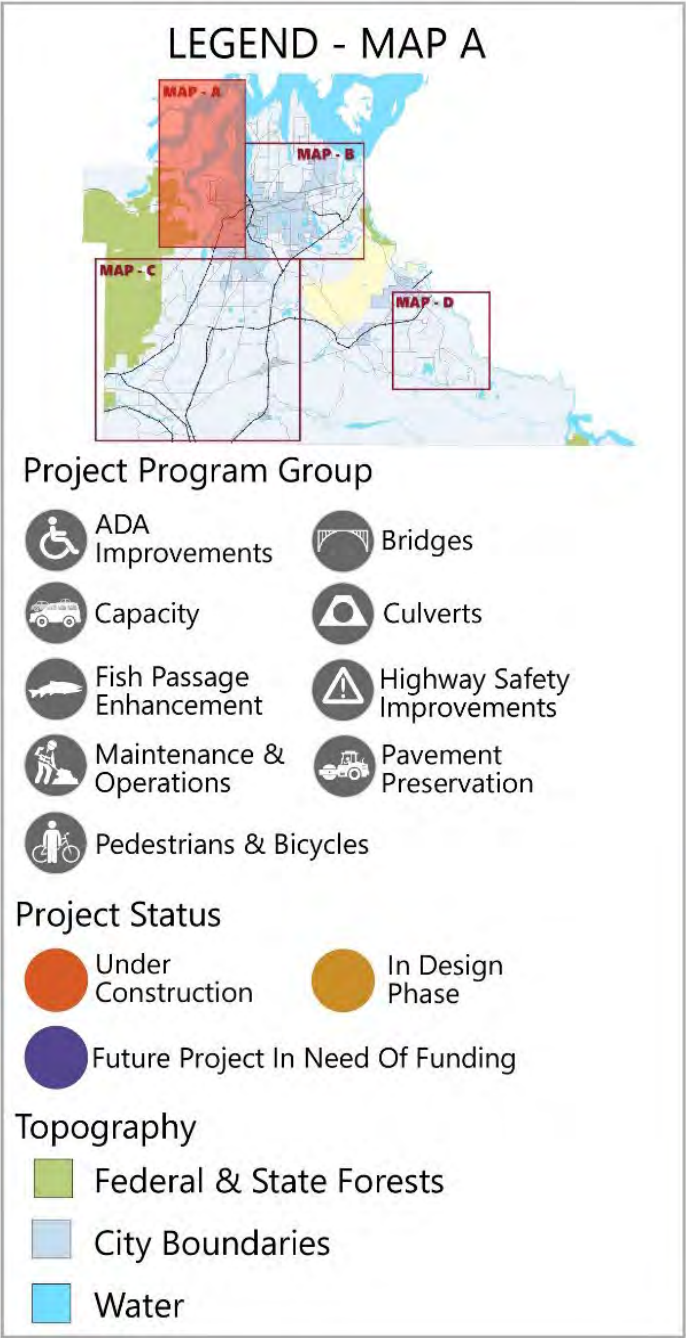 LEGEND - MAP A
MAP - A
MAP - B
MAP - C
MAP - D
Project Program Group
ADA
Improvements
Bridges
Capacity
Culverts
Fish Passage
Enhancement
Highway Safety
Improvements
Maintenance &
Operations
Pavement
Preservation
Pedestrians & Bicycles
Project Status
Under
Construction
In Design
Phase
Future Project In Need Of Funding
Topography
Federal & State Forests
City Boundaries
Water